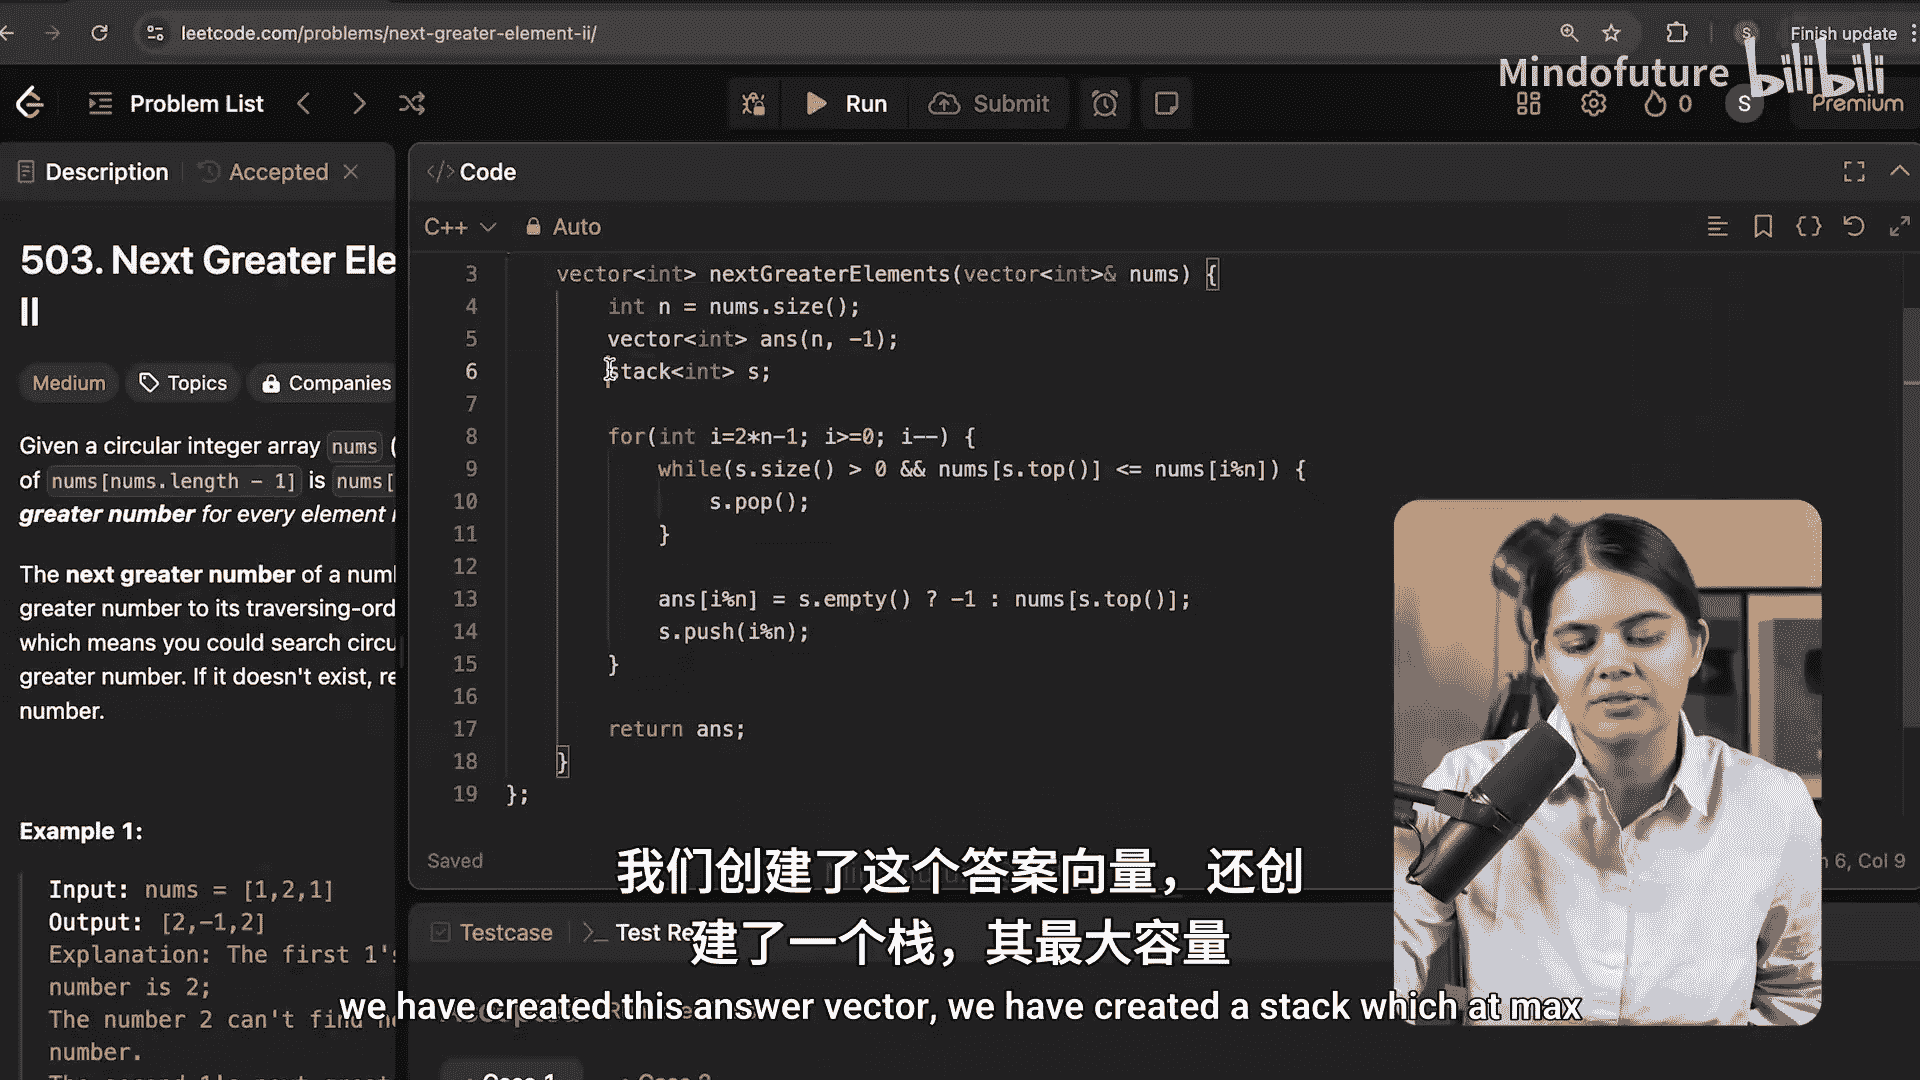 leetcode.com/problems/next-greater-element-ii/
S
Finish update
Mindofuture
bilibili
Problem List
Run
Submit
0
S
Premium
Description
Accepted
503. Next Greater Ele
II
Medium
Topics
Companies
Given a circular integer array nums (
of nums[nums.length - 1] is nums[
greater number for every element
The next greater number of a num
greater number to its traversing-ord
which means you could search circu
greater number. If it doesn't exist, re
number.
Example 1:
Input: nums = [1,2,1]
Output: [2,-1,2]
Explanation: The first 1's
number is 2;
The number 2 can't find
number.
</> Code
C++
Auto
3 vector<int> nextGreaterElements(vector<int>& nums) {
4 int n = nums.size();
5 vector<int> ans(n, -1);
6 stack<int> s;
7
8 for(int i=2*n-1; i>=0; i--) {
9 while(s.size() > 0 && nums[s.top()] <= nums[i%n]) {
10 s.pop();
11 }
12
13 ans[i%n] = s.empty() ? -1 : nums[s.top()];
14 s.push(i%n);
15 }
16
17 return ans;
18 }
19 };
Saved
6, Col 9
Testcase
>_ Test Re
我们创建了这个答案向量，还创
建了一个栈，其最大容量
we have created this answer vector, we have created a stack which at max